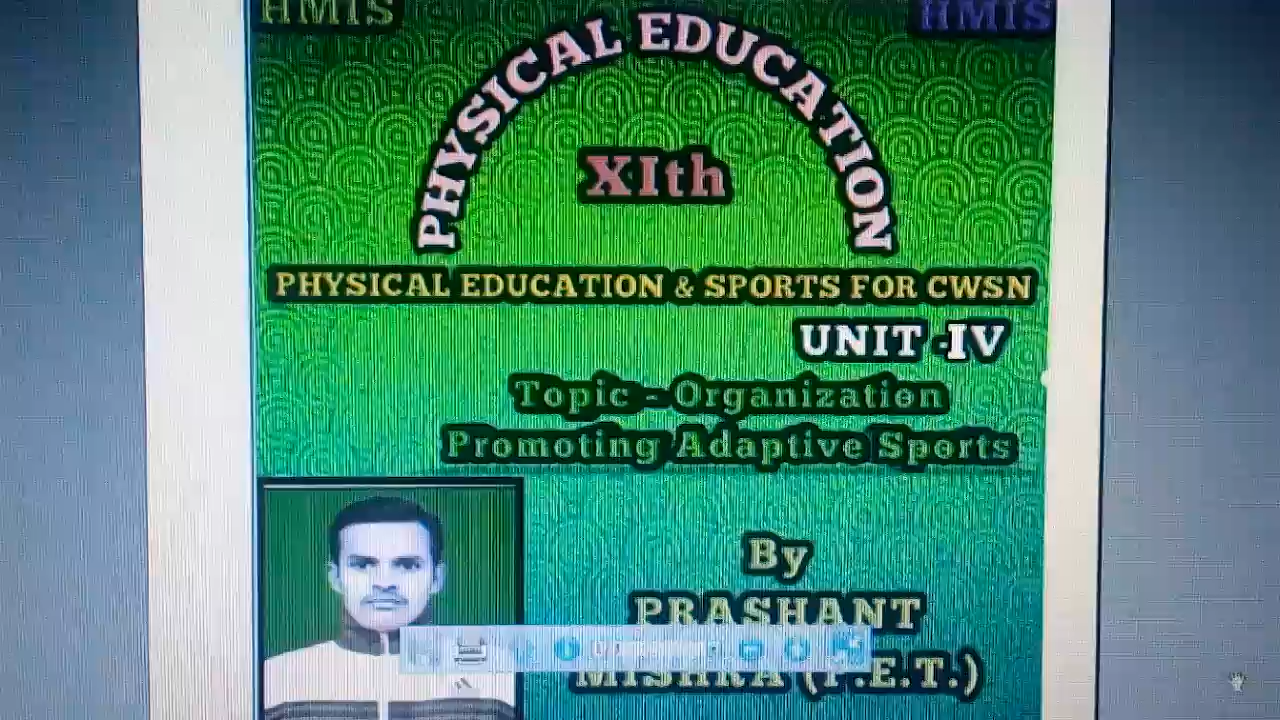 HMIS HMIS
PHYSICAL EDUCATION
XIth
PHYSICAL EDUCATION & SPORTS FOR CWSN
UNIT -IV
Topic - Organization
Promoting Adaptive Sports
By
PRASHANT
MISHRA (P.E.T.)